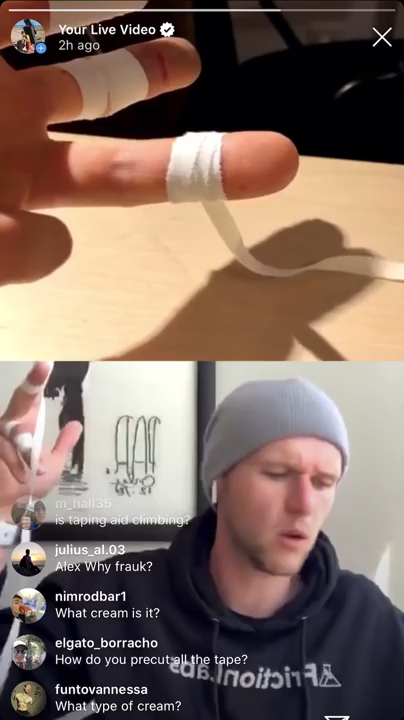 Your Live Video
2h ago
m_hall35
is taping aid climbing?
julius_al.03
Alex Why frauk?
nimrodbar1
What cream is it?
elgato_borracho
How do you precut all the tape?
FrictionLabs
funtovannessa
What type of cream?